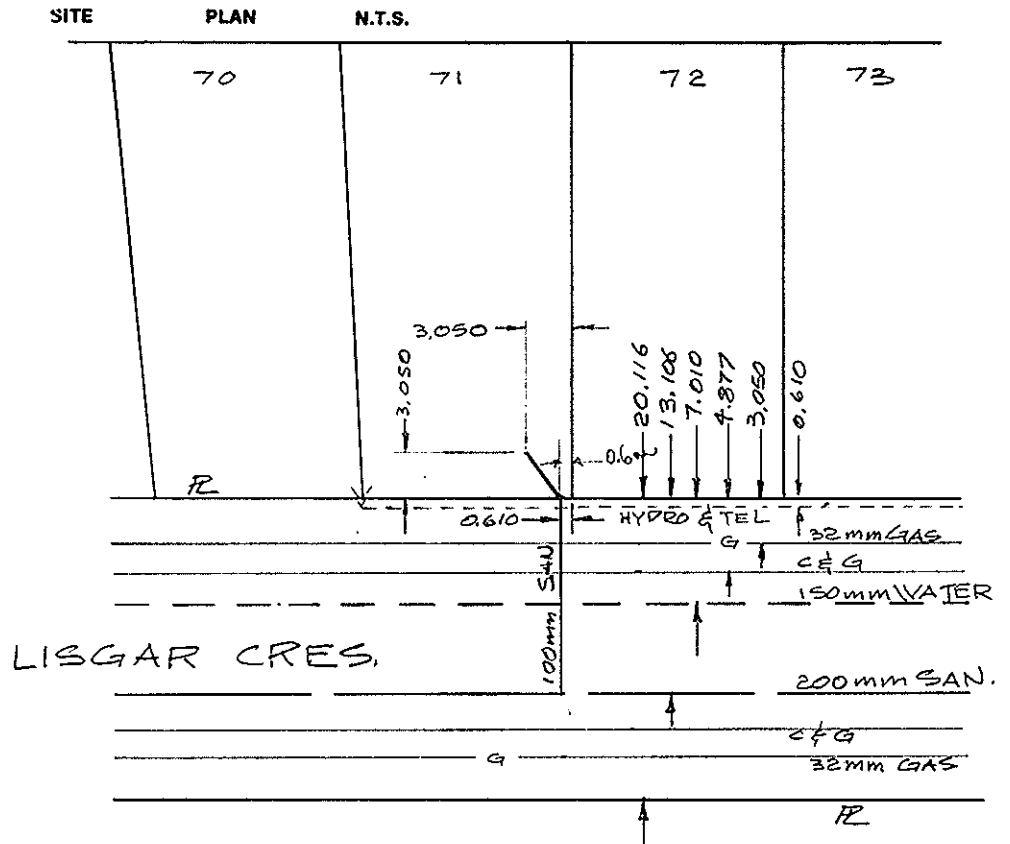 SITE PLAN N.T.S.
70 71 72 73
3,050
3,050
20.116
13.106
7.010
4.877
3,050
0.610
0.6m
PL
0.610
HYDRO & TEL
G
32mm GAS
C & G
150mm WATER
100mm SAN
LISGAR CRES.
200mm SAN.
C & G
G
32mm GAS
PL